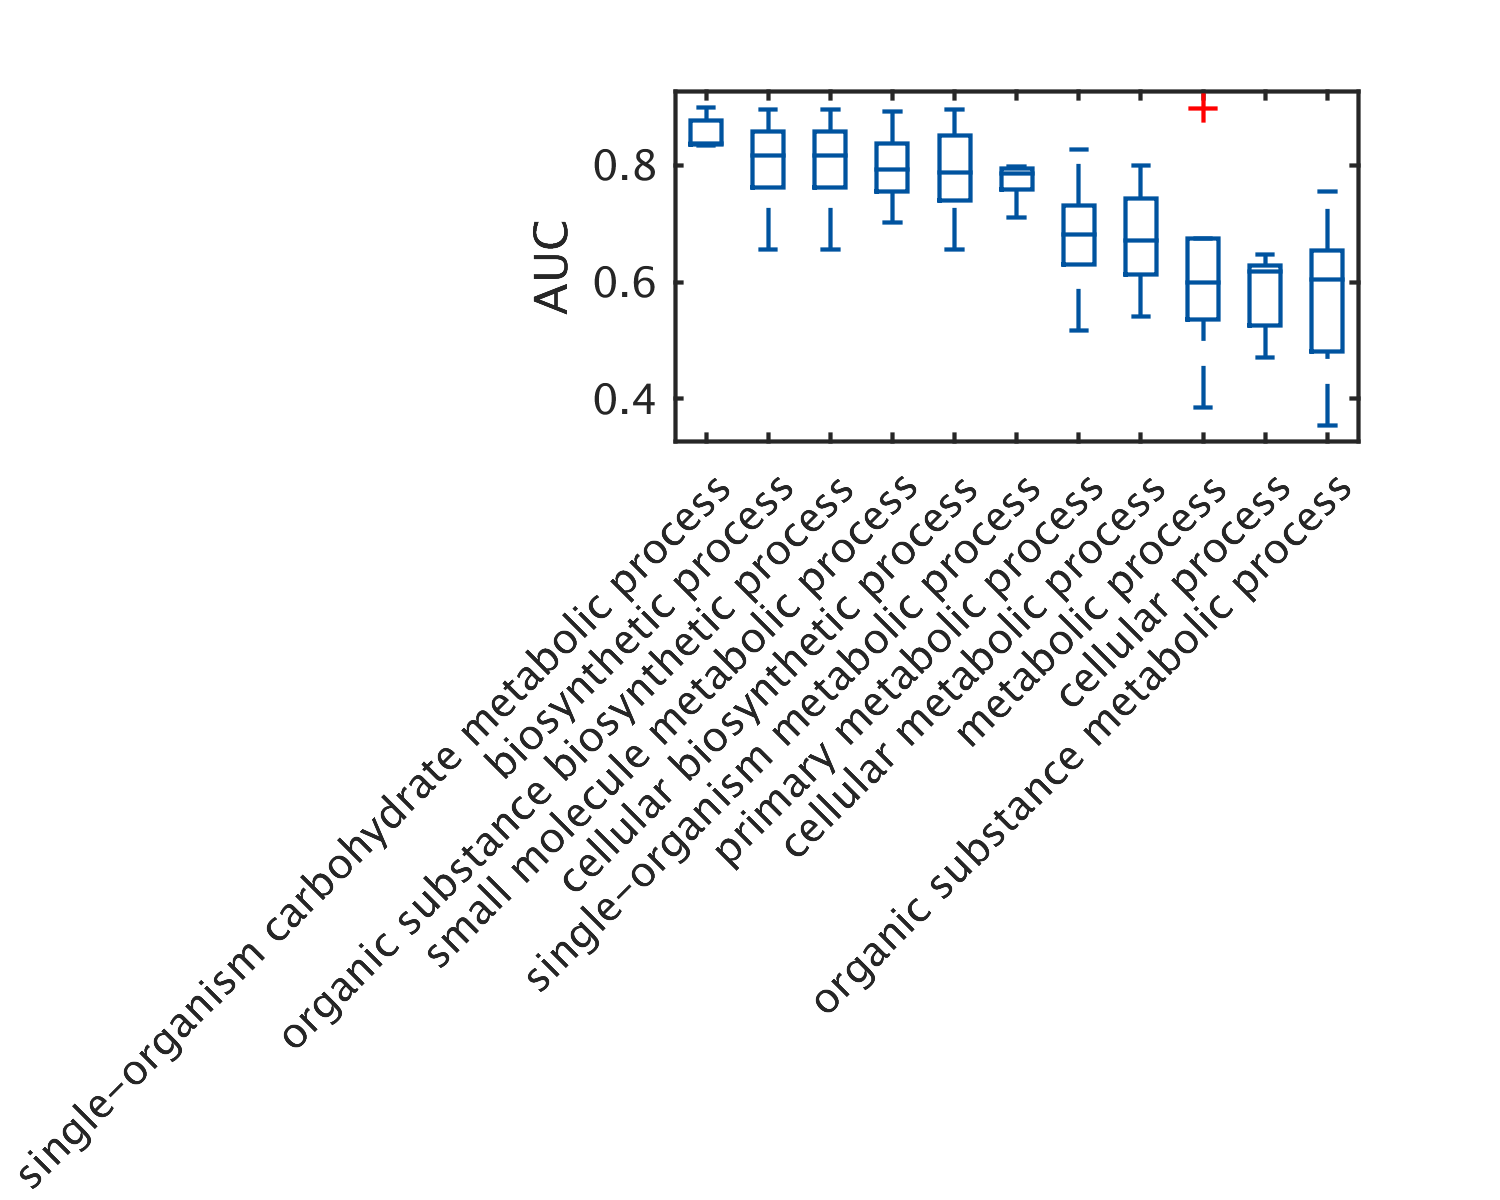 AUC
0.8
0.6
0.4
single−organism carbohydrate metabolic process
biosynthetic process
organic substance biosynthetic process
small molecule metabolic process
cellular biosynthetic process
single−organism metabolic process
primary metabolic process
cellular metabolic process
metabolic process
cellular process
organic substance metabolic process